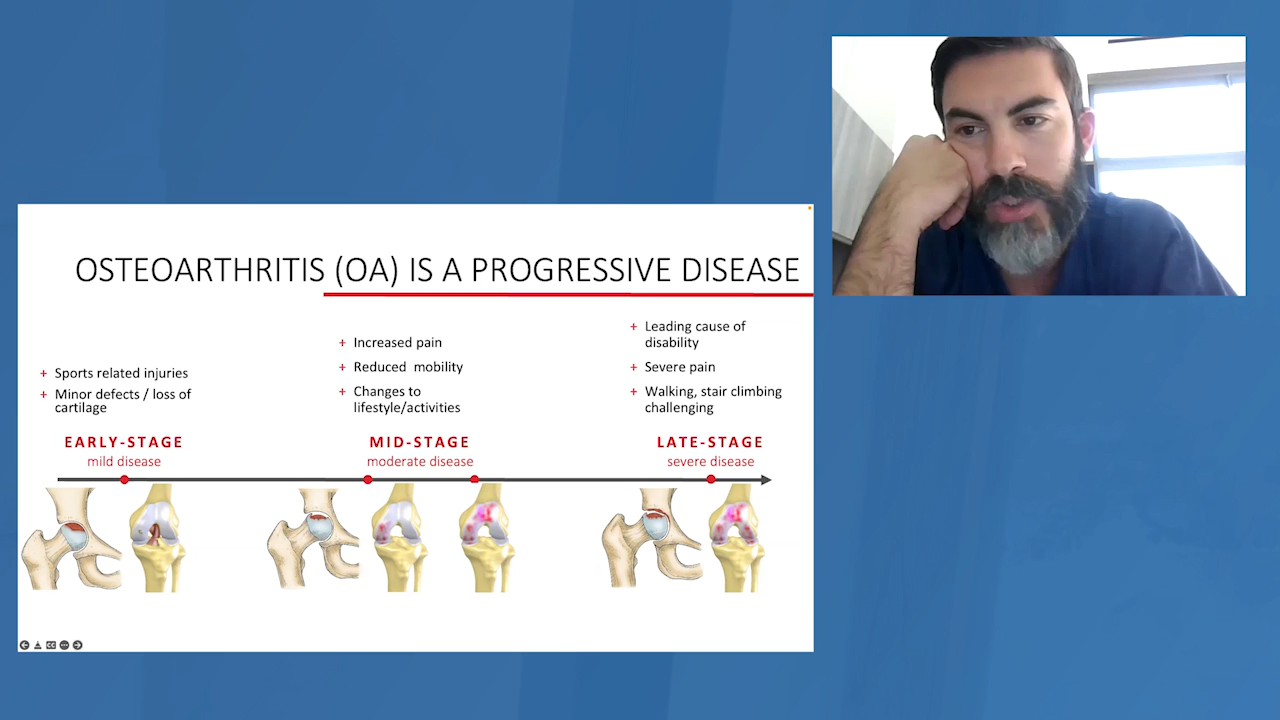 OSTEOARTHRITIS (OA) IS A PROGRESSIVE DISEASE
+ Sports related injuries
+ Minor defects / loss of
cartilage
EARLY-STAGE
mild disease
+ Increased pain
+ Reduced mobility
+ Changes to
lifestyle/activities
MID-STAGE
moderate disease
+ Leading cause of
disability
+ Severe pain
+ Walking, stair climbing
challenging
LATE-STAGE
severe disease
CC